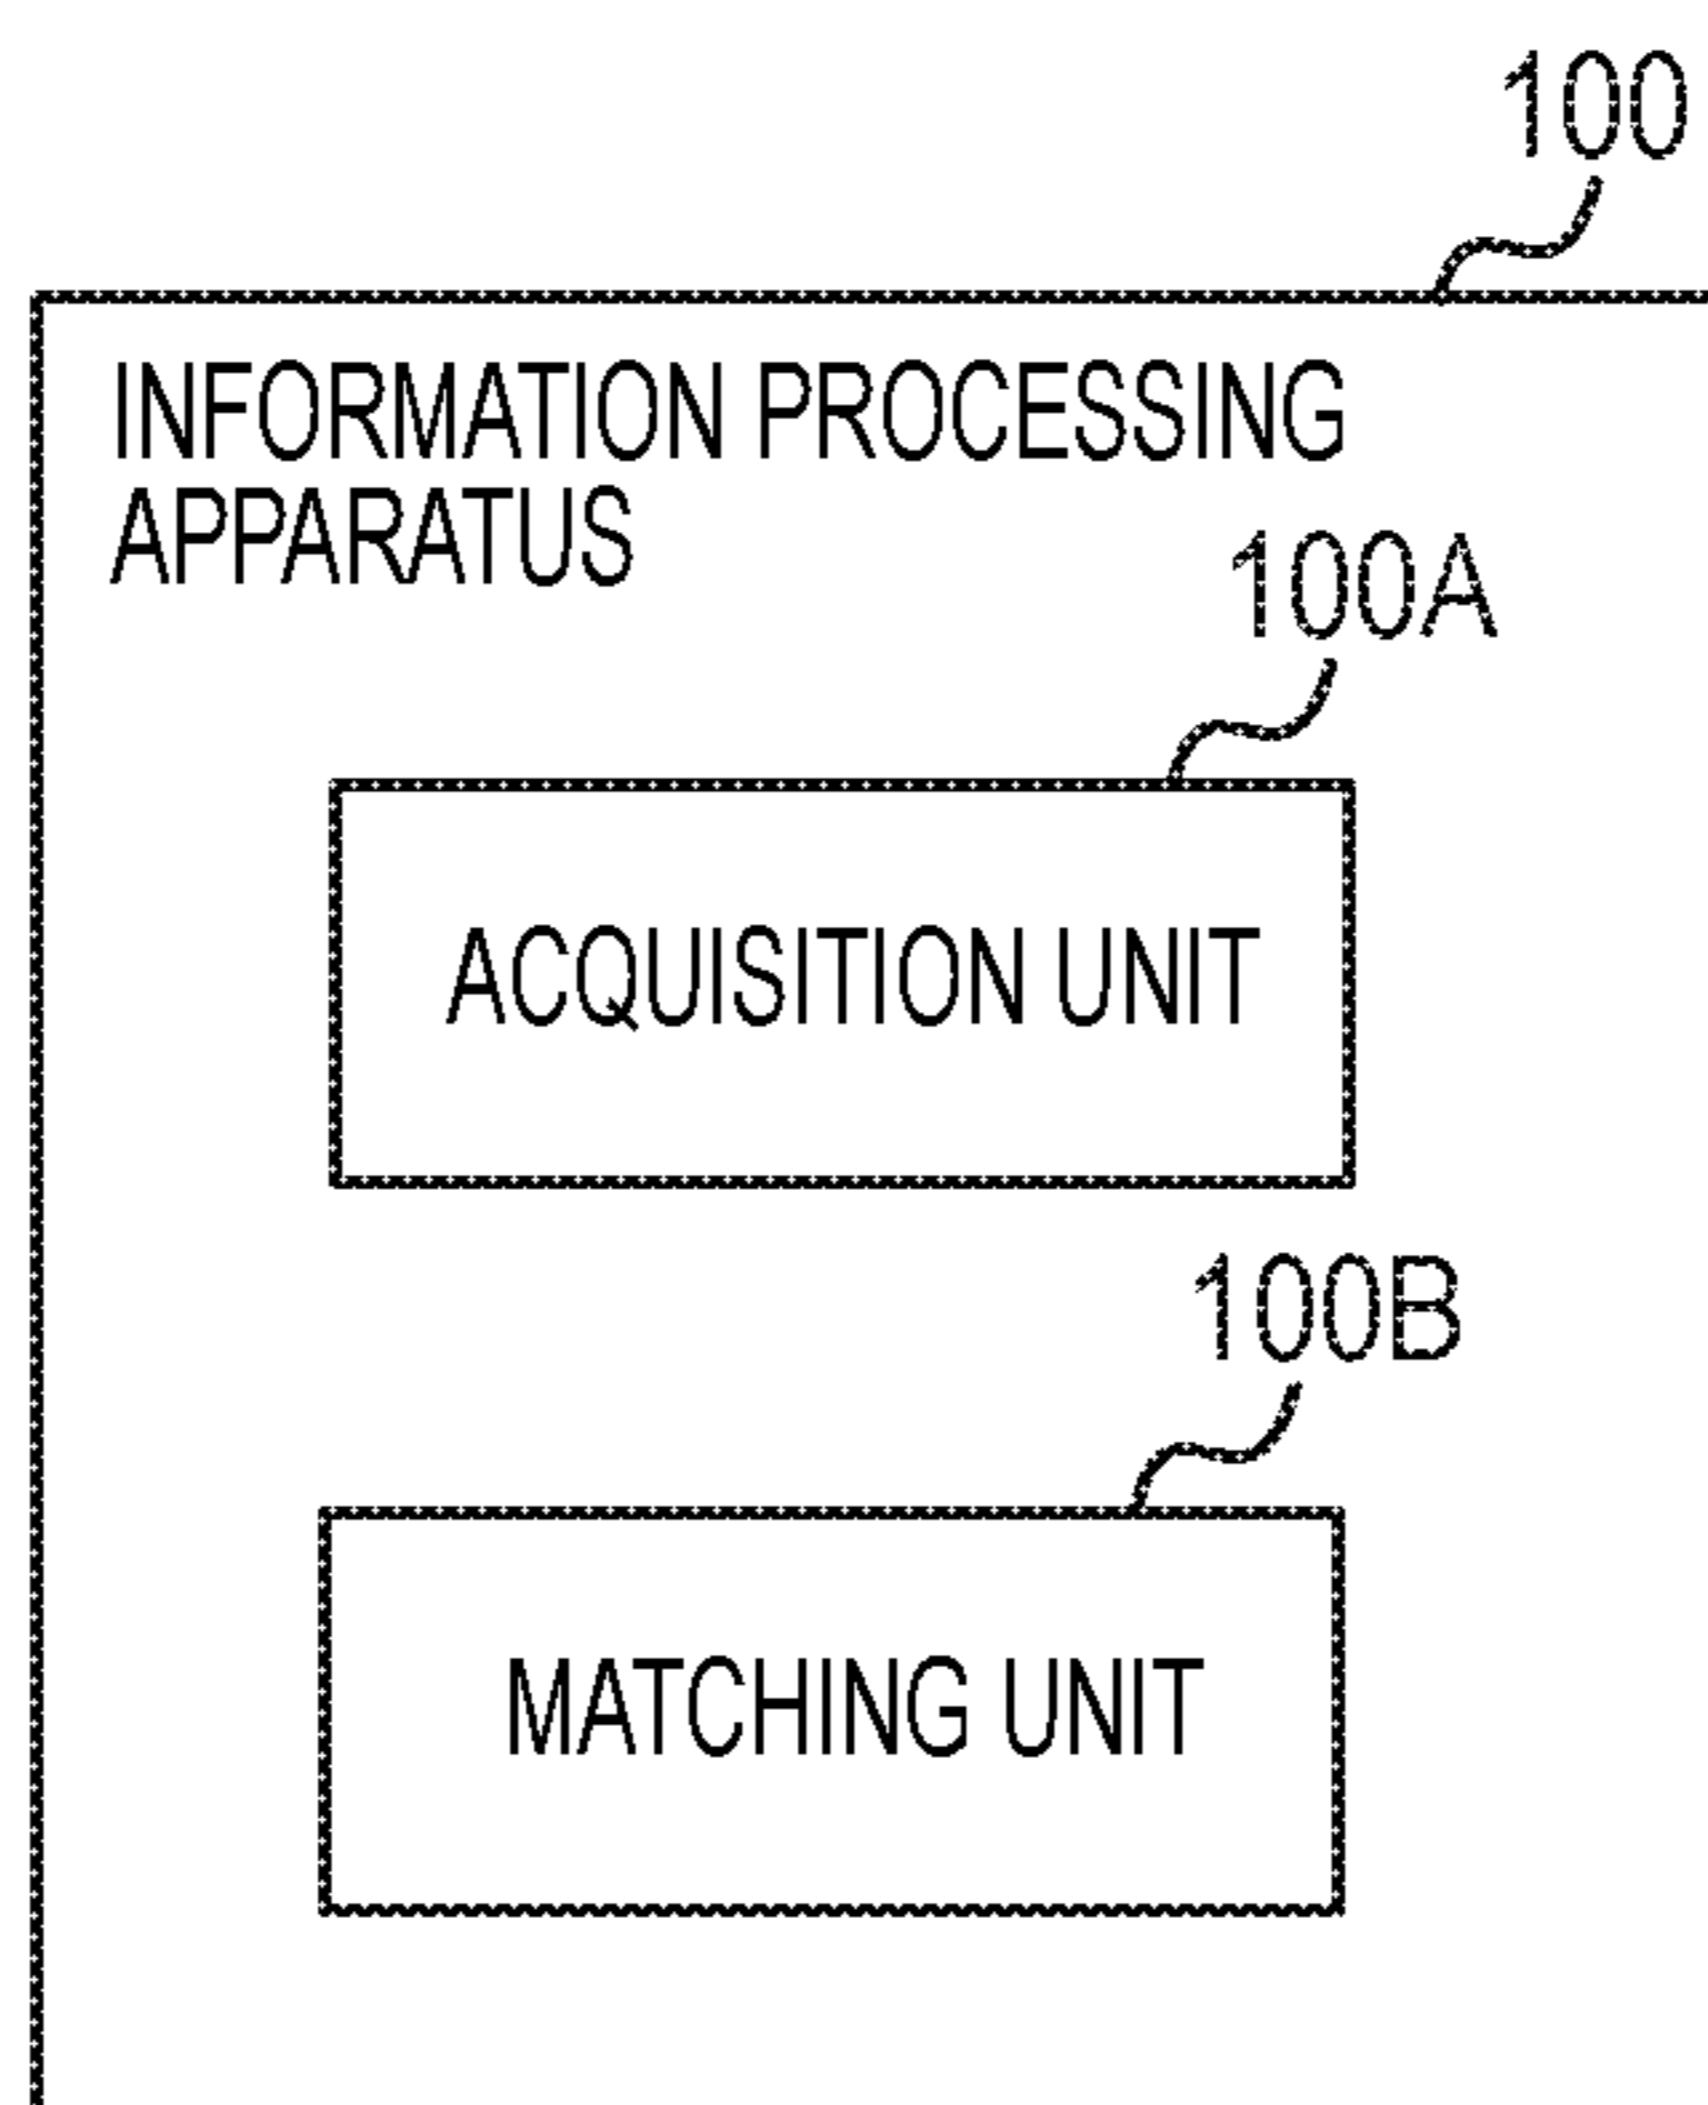 100
INFORMATION PROCESSING
APPARATUS
100A
ACQUISITION UNIT
100B
MATCHING UNIT